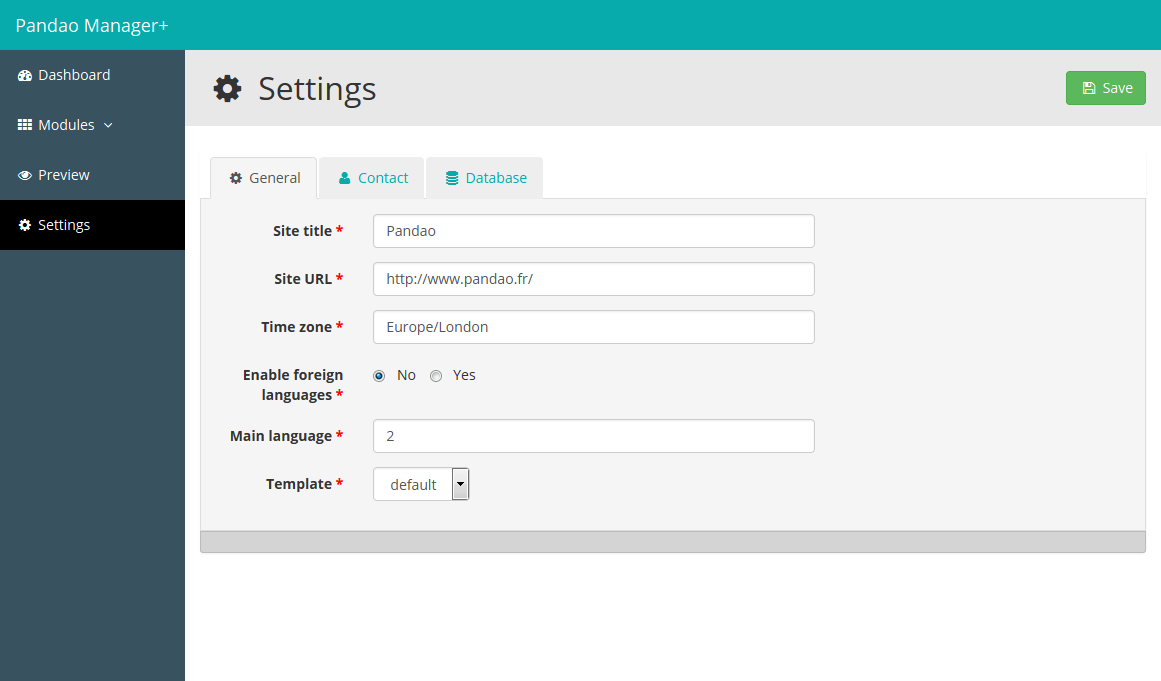 Pandao Manager+
Dashboard
Modules
Preview
Settings
Settings
Save
General
Contact
Database
Site title *
Pandao
Site URL *
http://www.pandao.fr/
Time zone *
Europe/London
Enable foreign
languages *
No
Yes
Main language *
2
Template *
default